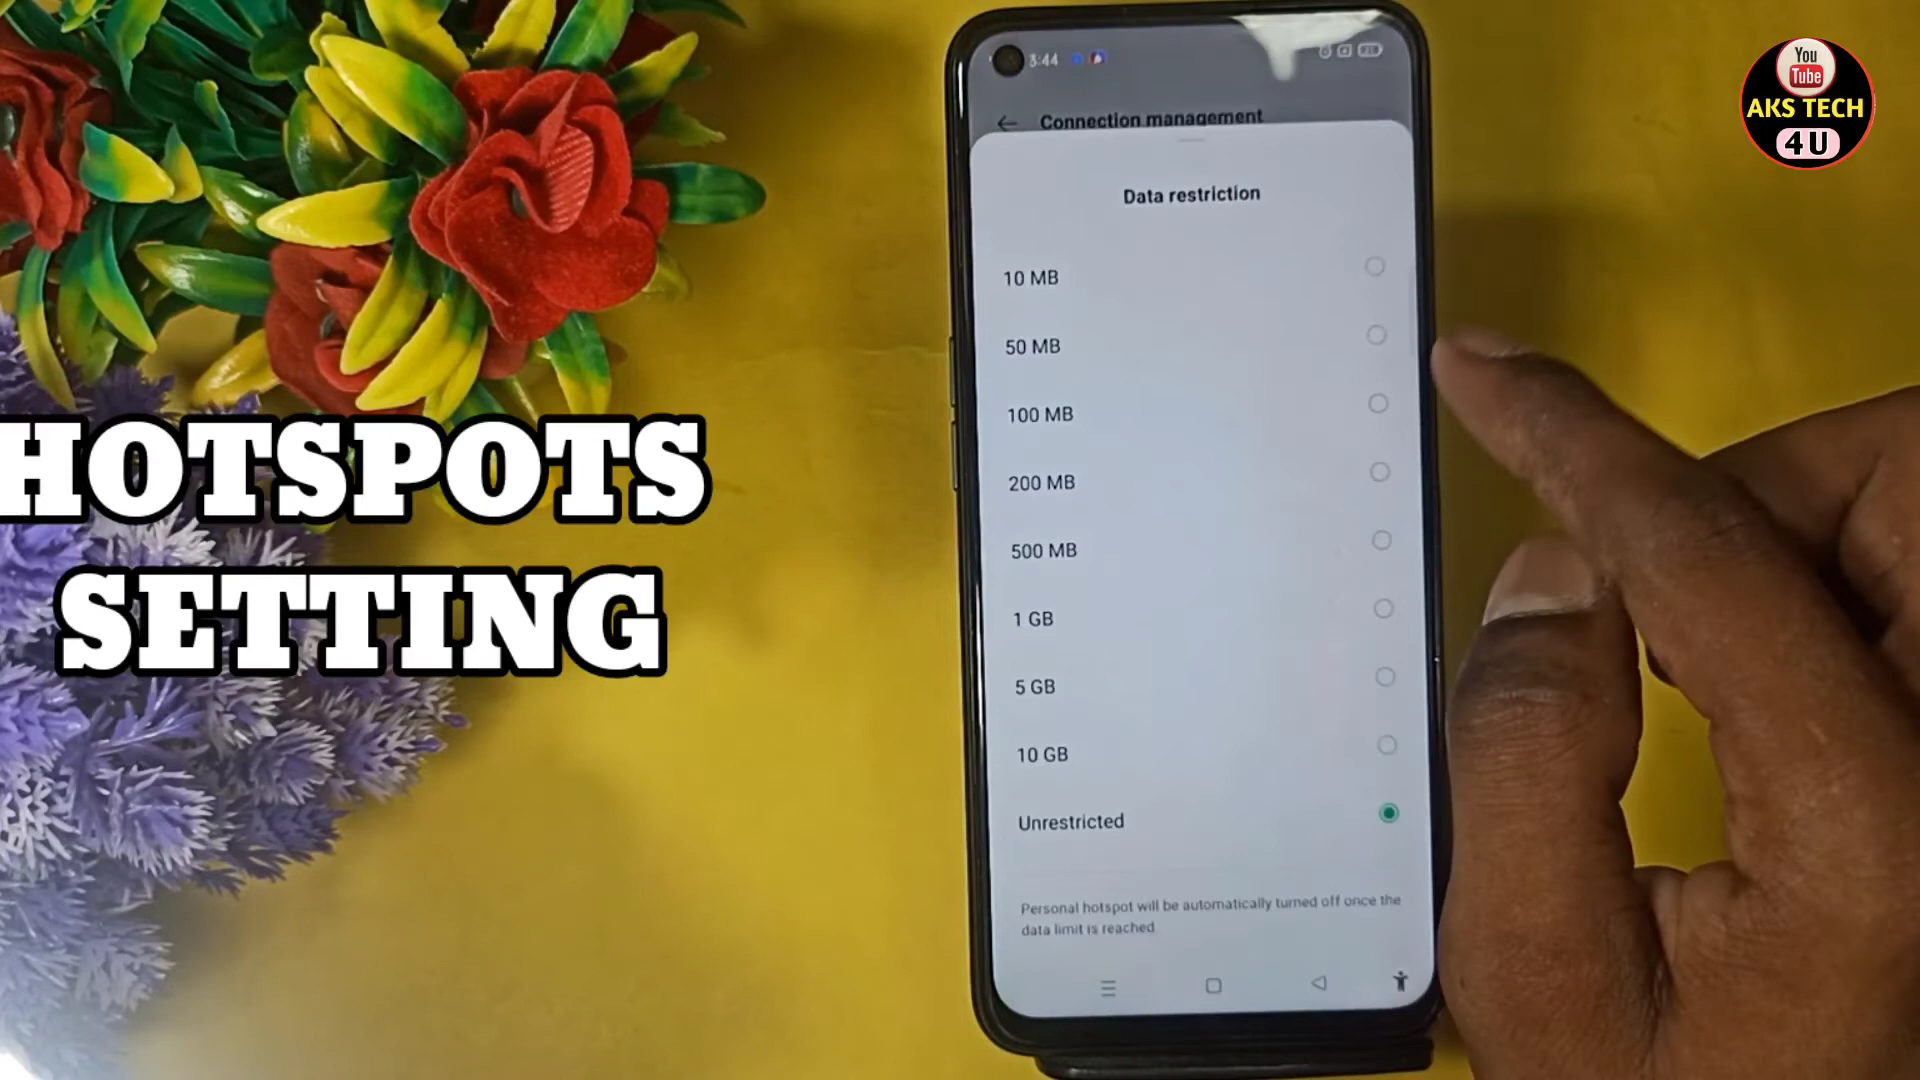 HOTSPOTS
SETTING
3:44
Connection management
Data restriction
10 MB
50 MB
100 MB
200 MB
500 MB
1 GB
5 GB
10 GB
Unrestricted
Personal hotspot will be automatically turned off once the
data limit is reached
You
Tube
AKS TECH
4 U